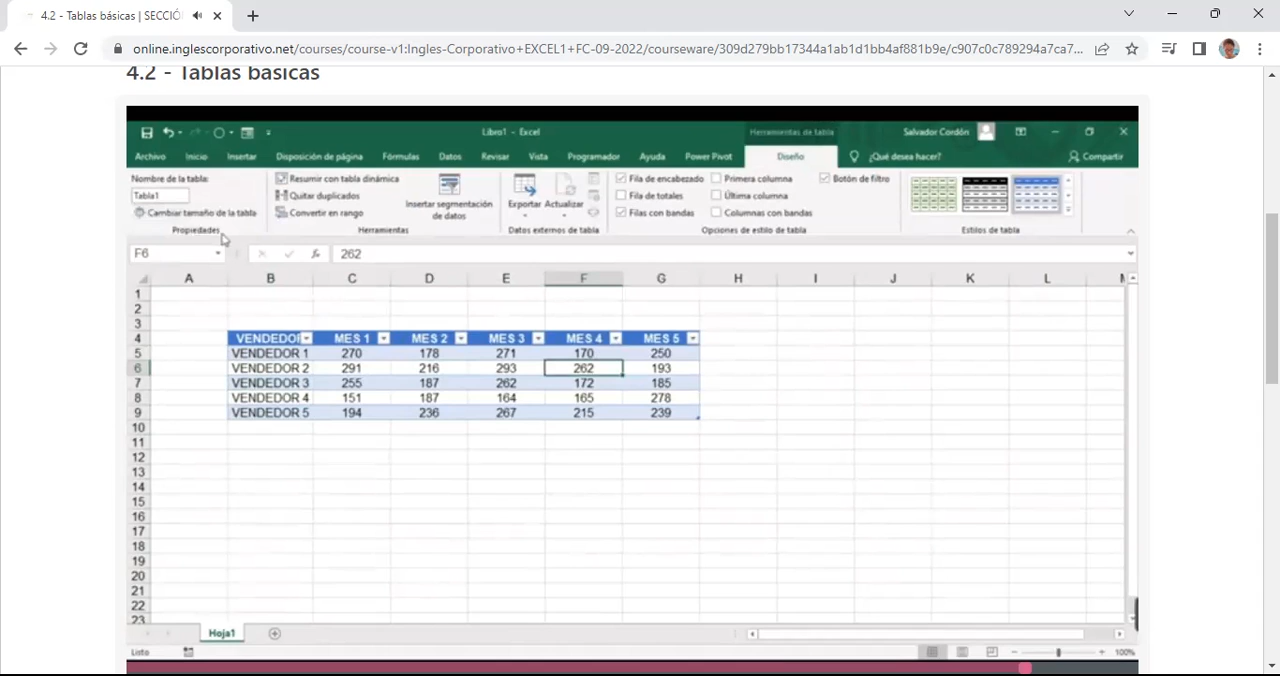 4.2 - Tablas básicas | SECCIÓ
online.inglescorporativo.net/courses/course-v1:Ingles-Corporativo+EXCEL1+FC-09-2022/courseware/309d279bb17344a1ab1d1bb4af881b9e/c907c0c789294a7ca7...
4.2 - Tablas básicas
Libro1 - Excel
Herramientas de tabla
Salvador Cordón
Archivo Inicio Insertar Disposición de página Fórmulas Datos Revisar Vista Programador Ayuda Power Pivot Diseño ¿Qué desea hacer? Compartir
Nombre de la tabla:
Tabla1
Cambiar tamaño de la tabla
Propiedades
Resumir con tabla dinámica
Quitar duplicados
Convertir en rango
Insertar segmentación
de datos
Herramientas
Exportar Actualizar
Datos externos de tabla
Fila de encabezado Primera columna Botón de filtro
Fila de totales Última columna
Filas con bandas Columnas con bandas
Opciones de estilo de tabla
Estilos de tabla
F6 fx 262
A B C D E F G H I J K L M
1
2
3
4 VENDEDOR MES 1 MES 2 MES 3 MES 4 MES 5
5 VENDEDOR 1 270 178 271 170 250
6 VENDEDOR 2 291 216 293 262 193
7 VENDEDOR 3 255 187 262 172 185
8 VENDEDOR 4 151 187 164 165 278
9 VENDEDOR 5 194 236 267 215 239
10
11
12
13
14
15
16
17
18
19
20
21
22
23
Hoja1
Listo
100%